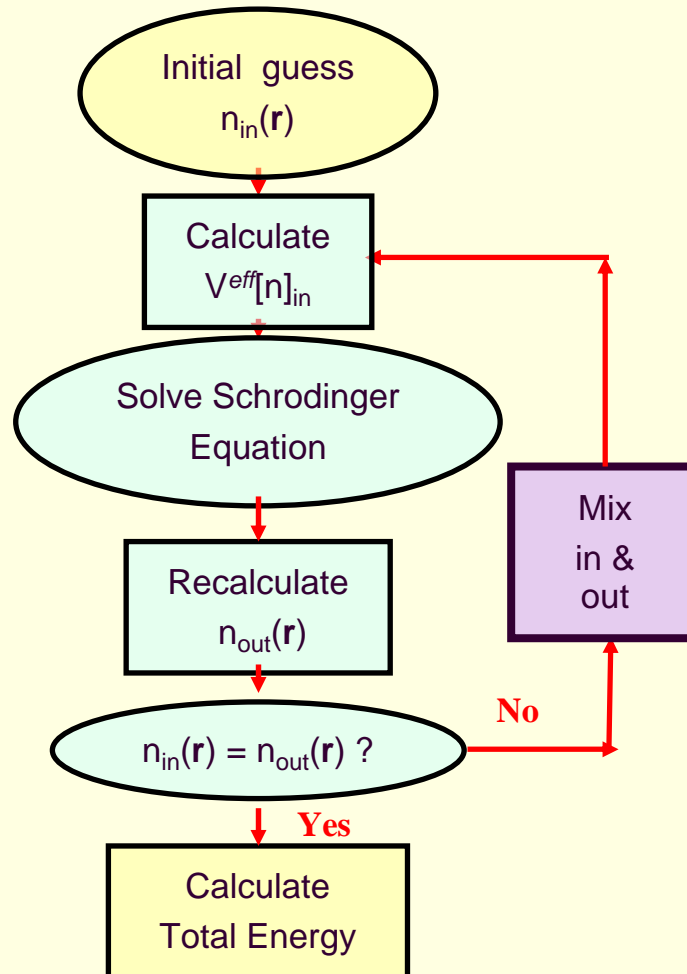 Initial guess
n_in(r)
Calculate
V^eff[n]_in
Solve Schrodinger
Equation
Recalculate
n_out(r)
Mix
in &
out
n_in(r) = n_out(r) ?
No
Yes
Calculate
Total Energy